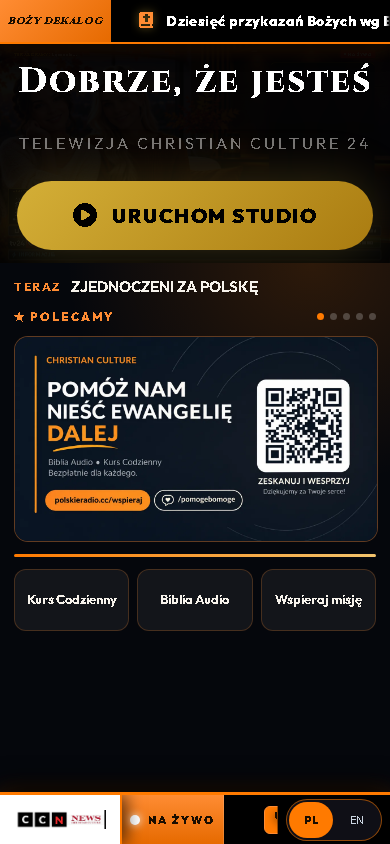 BOŻY DEKALOG
Dziesięć przykazań Bożych wg
DOBRZE, ŻE JESTEŚ
TELEWIZJA CHRISTIAN CULTURE 24
URUCHOM STUDIO
TERAZ ZJEDNOCZENI ZA POLSKĘ
★ POLECAMY
CHRISTIAN CULTURE
POMÓŻ NAM
NIEŚĆ EWANGELIĘ
DALEJ
Biblia Audio • Kurs Codzienny
Bezpłatnie dla każdego.
polskieradio.cc/wspieraj
/pomogebomoge
ZESKANUJ I WESPRZYJ
Dziękujemy za Twoje serce!
Kurs Codzienny
Biblia Audio
Wspieraj misję
CCN NEWS
NA ŻYWO
PL
EN